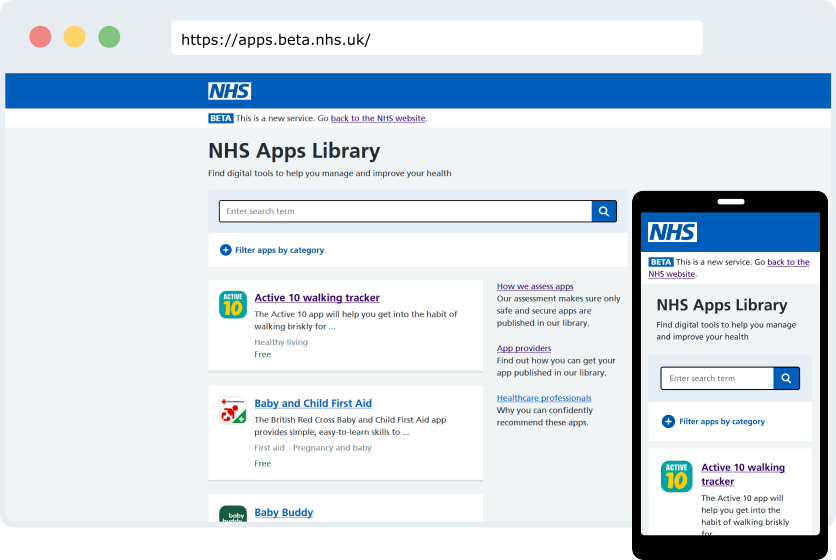 https://apps.beta.nhs.uk/
NHS
BETA This is a new service. Go back to the NHS website.
NHS Apps Library
Find digital tools to help you manage and improve your health
Enter search term
Filter apps by category
ACTIVE
10
Active 10 walking tracker
The Active 10 app will help you get into the habit of
walking briskly for ...
Healthy living
Free
Baby and Child First Aid
The British Red Cross Baby and Child First Aid app
provides simple, easy-to-learn skills to ...
First aid Pregnancy and baby
Free
baby
buddy
Baby Buddy
How we assess apps
Our assessment makes sure only
safe and secure apps are
published in our library.
App providers
Find out how you can get your
app published in our library.
Healthcare professionals
Why you can confidently
recommend these apps.
NHS
BETA This is a new service. Go back to the
NHS website.
NHS Apps Library
Find digital tools to help you manage
and improve your health
Enter search term
Filter apps by category
ACTIVE
10
Active 10 walking
tracker
The Active 10 app will
help you get into the
habit of walking briskly
for